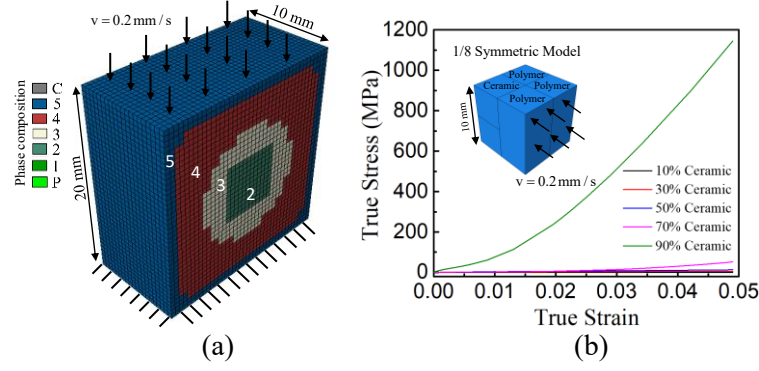 v = 0.2 mm / s
10 mm
Phase composition
C
5
4
3
2
1
P
5
4
3
2
20 mm
(a)
1200
1000
800
600
400
200
0
True Stress (MPa)
1/8 Symmetric Model
Polymer
Ceramic Polymer
Polymer
10 mm
v = 0.2 mm / s
10% Ceramic
30% Ceramic
50% Ceramic
70% Ceramic
90% Ceramic
0.00 0.01 0.02 0.03 0.04 0.05
True Strain
(b)